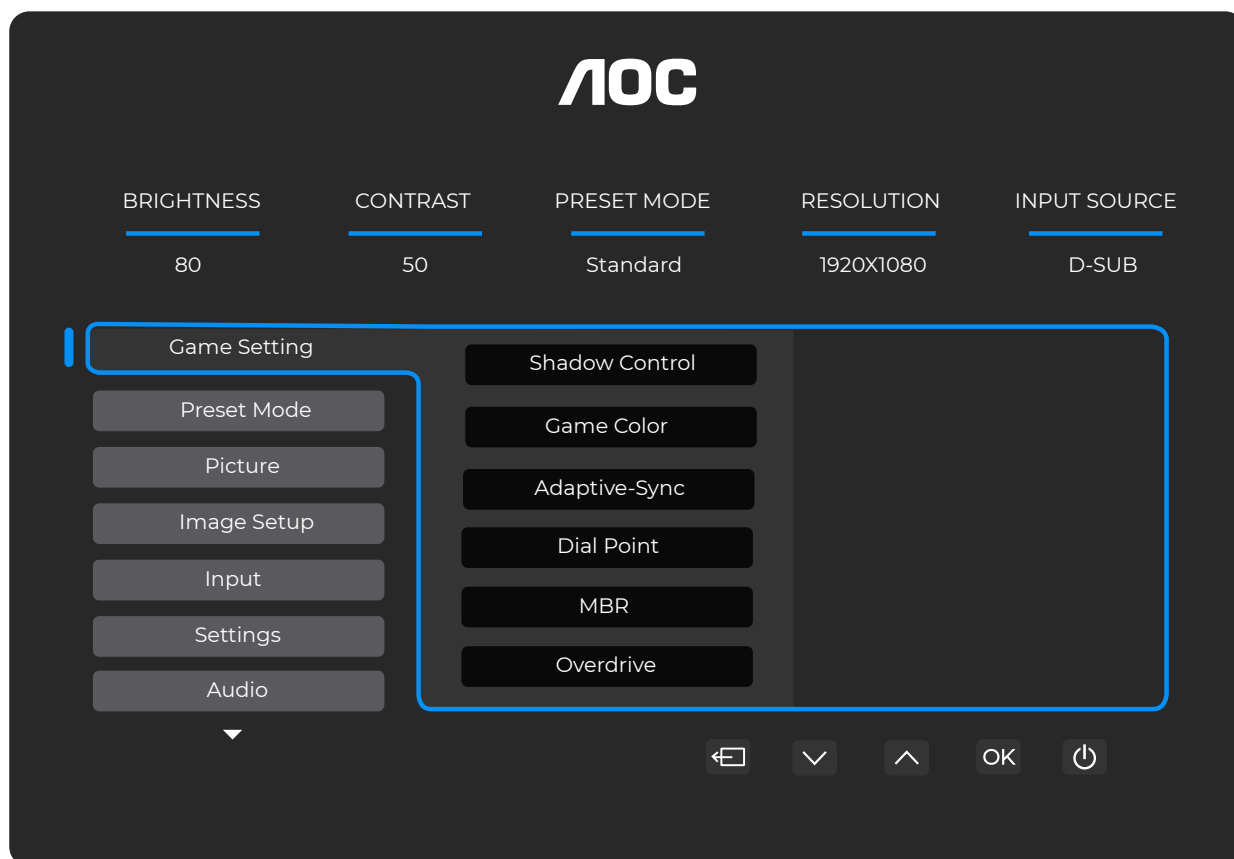 AOC
BRIGHTNESS CONTRAST PRESET MODE RESOLUTION INPUT SOURCE
80 50 Standard 1920X1080 D-SUB
Game Setting
Preset Mode
Picture
Image Setup
Input
Settings
Audio
Shadow Control
Game Color
Adaptive-Sync
Dial Point
MBR
Overdrive
OK